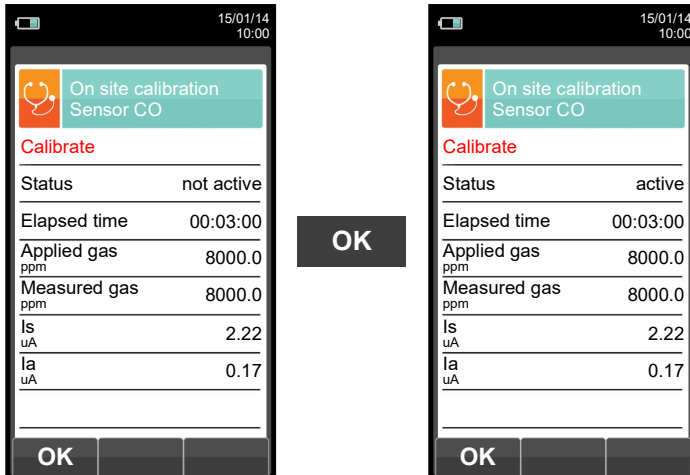 15/01/14
10:00
On site calibration
Sensor CO
Calibrate
Status not active
Elapsed time 00:03:00
Applied gas
ppm 8000.0
Measured gas
ppm 8000.0
Is
uA 2.22
Ia
uA 0.17
OK
OK
15/01/14
10:00
On site calibration
Sensor CO
Calibrate
Status active
Elapsed time 00:03:00
Applied gas
ppm 8000.0
Measured gas
ppm 8000.0
Is
uA 2.22
Ia
uA 0.17
OK